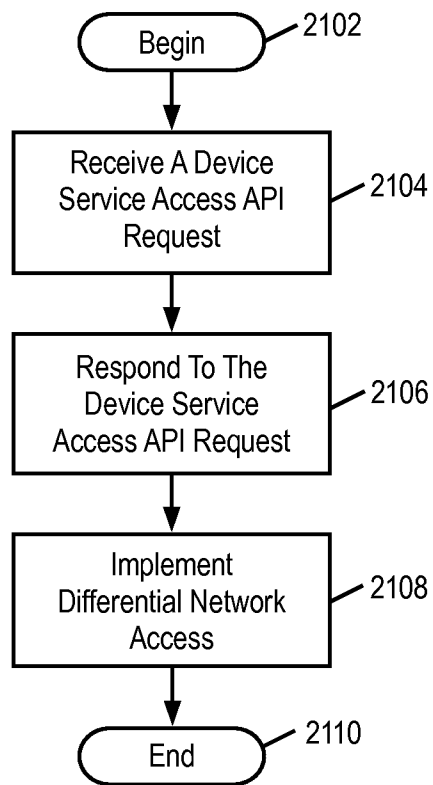 Begin
2102
Receive A Device
Service Access API
Request
2104
Respond To The
Device Service
Access API Request
2106
Implement
Differential Network
Access
2108
End
2110